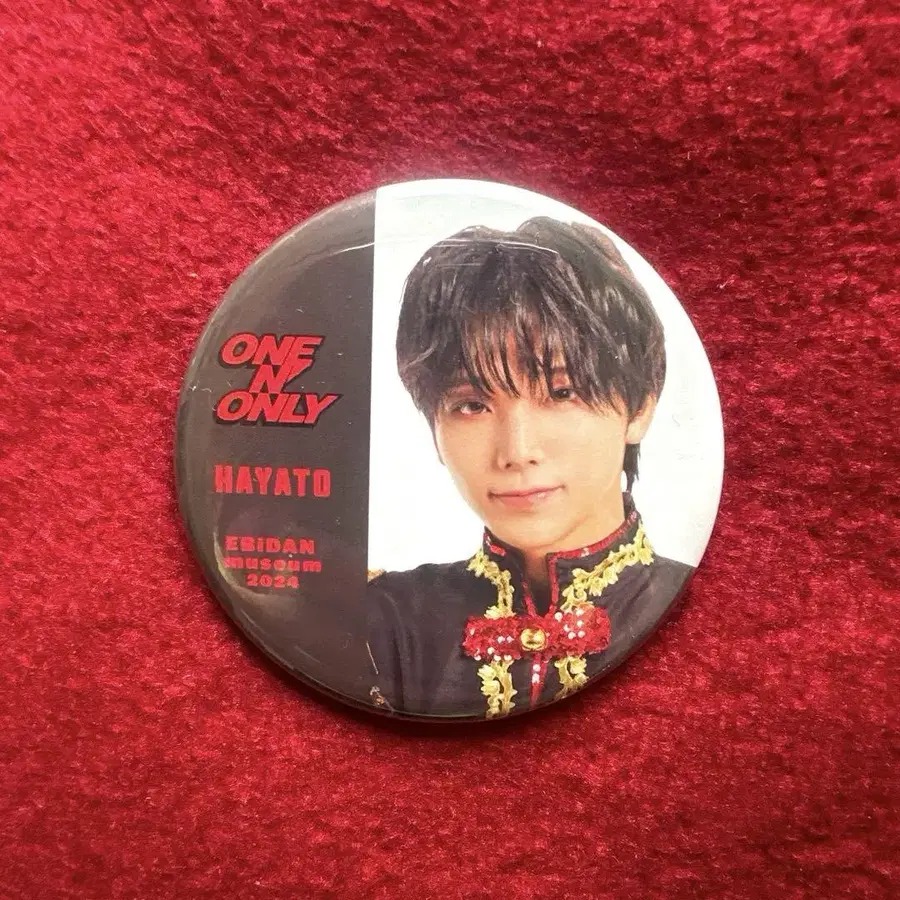 ONE
N'
ONLY
HAYATO
EBiDAN
museum
2024